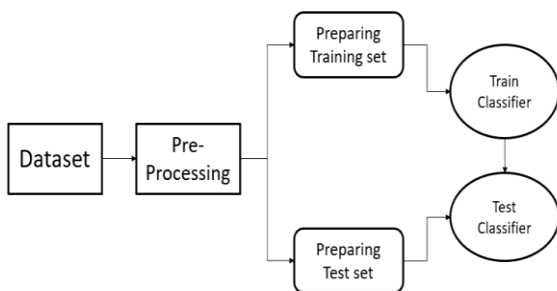 Dataset
Pre-
Processing
Preparing
Training set
Train
Classifier
Preparing
Test set
Test
Classifier